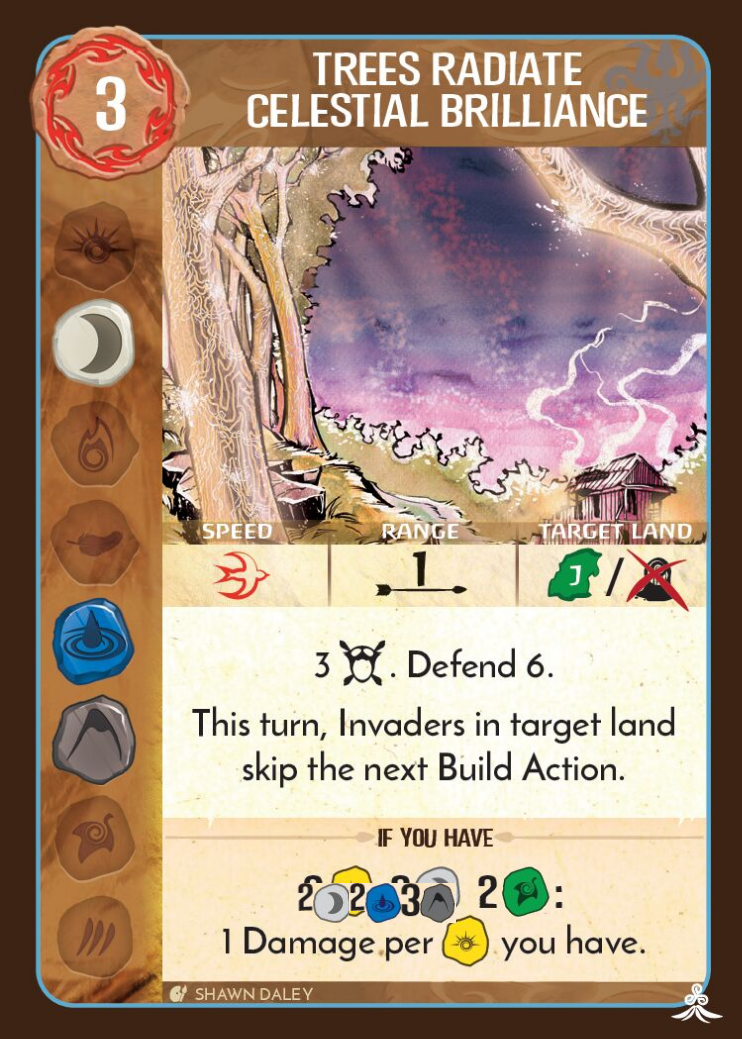 3
TREES RADIATE
CELESTIAL BRILLIANCE
SPEED RANGE TARGET LAND
1 J /
3 . Defend 6.
This turn, Invaders in target land
skip the next Build Action.
IF YOU HAVE
2 2 3 2 :
1 Damage per you have.
SHAWN DALEY